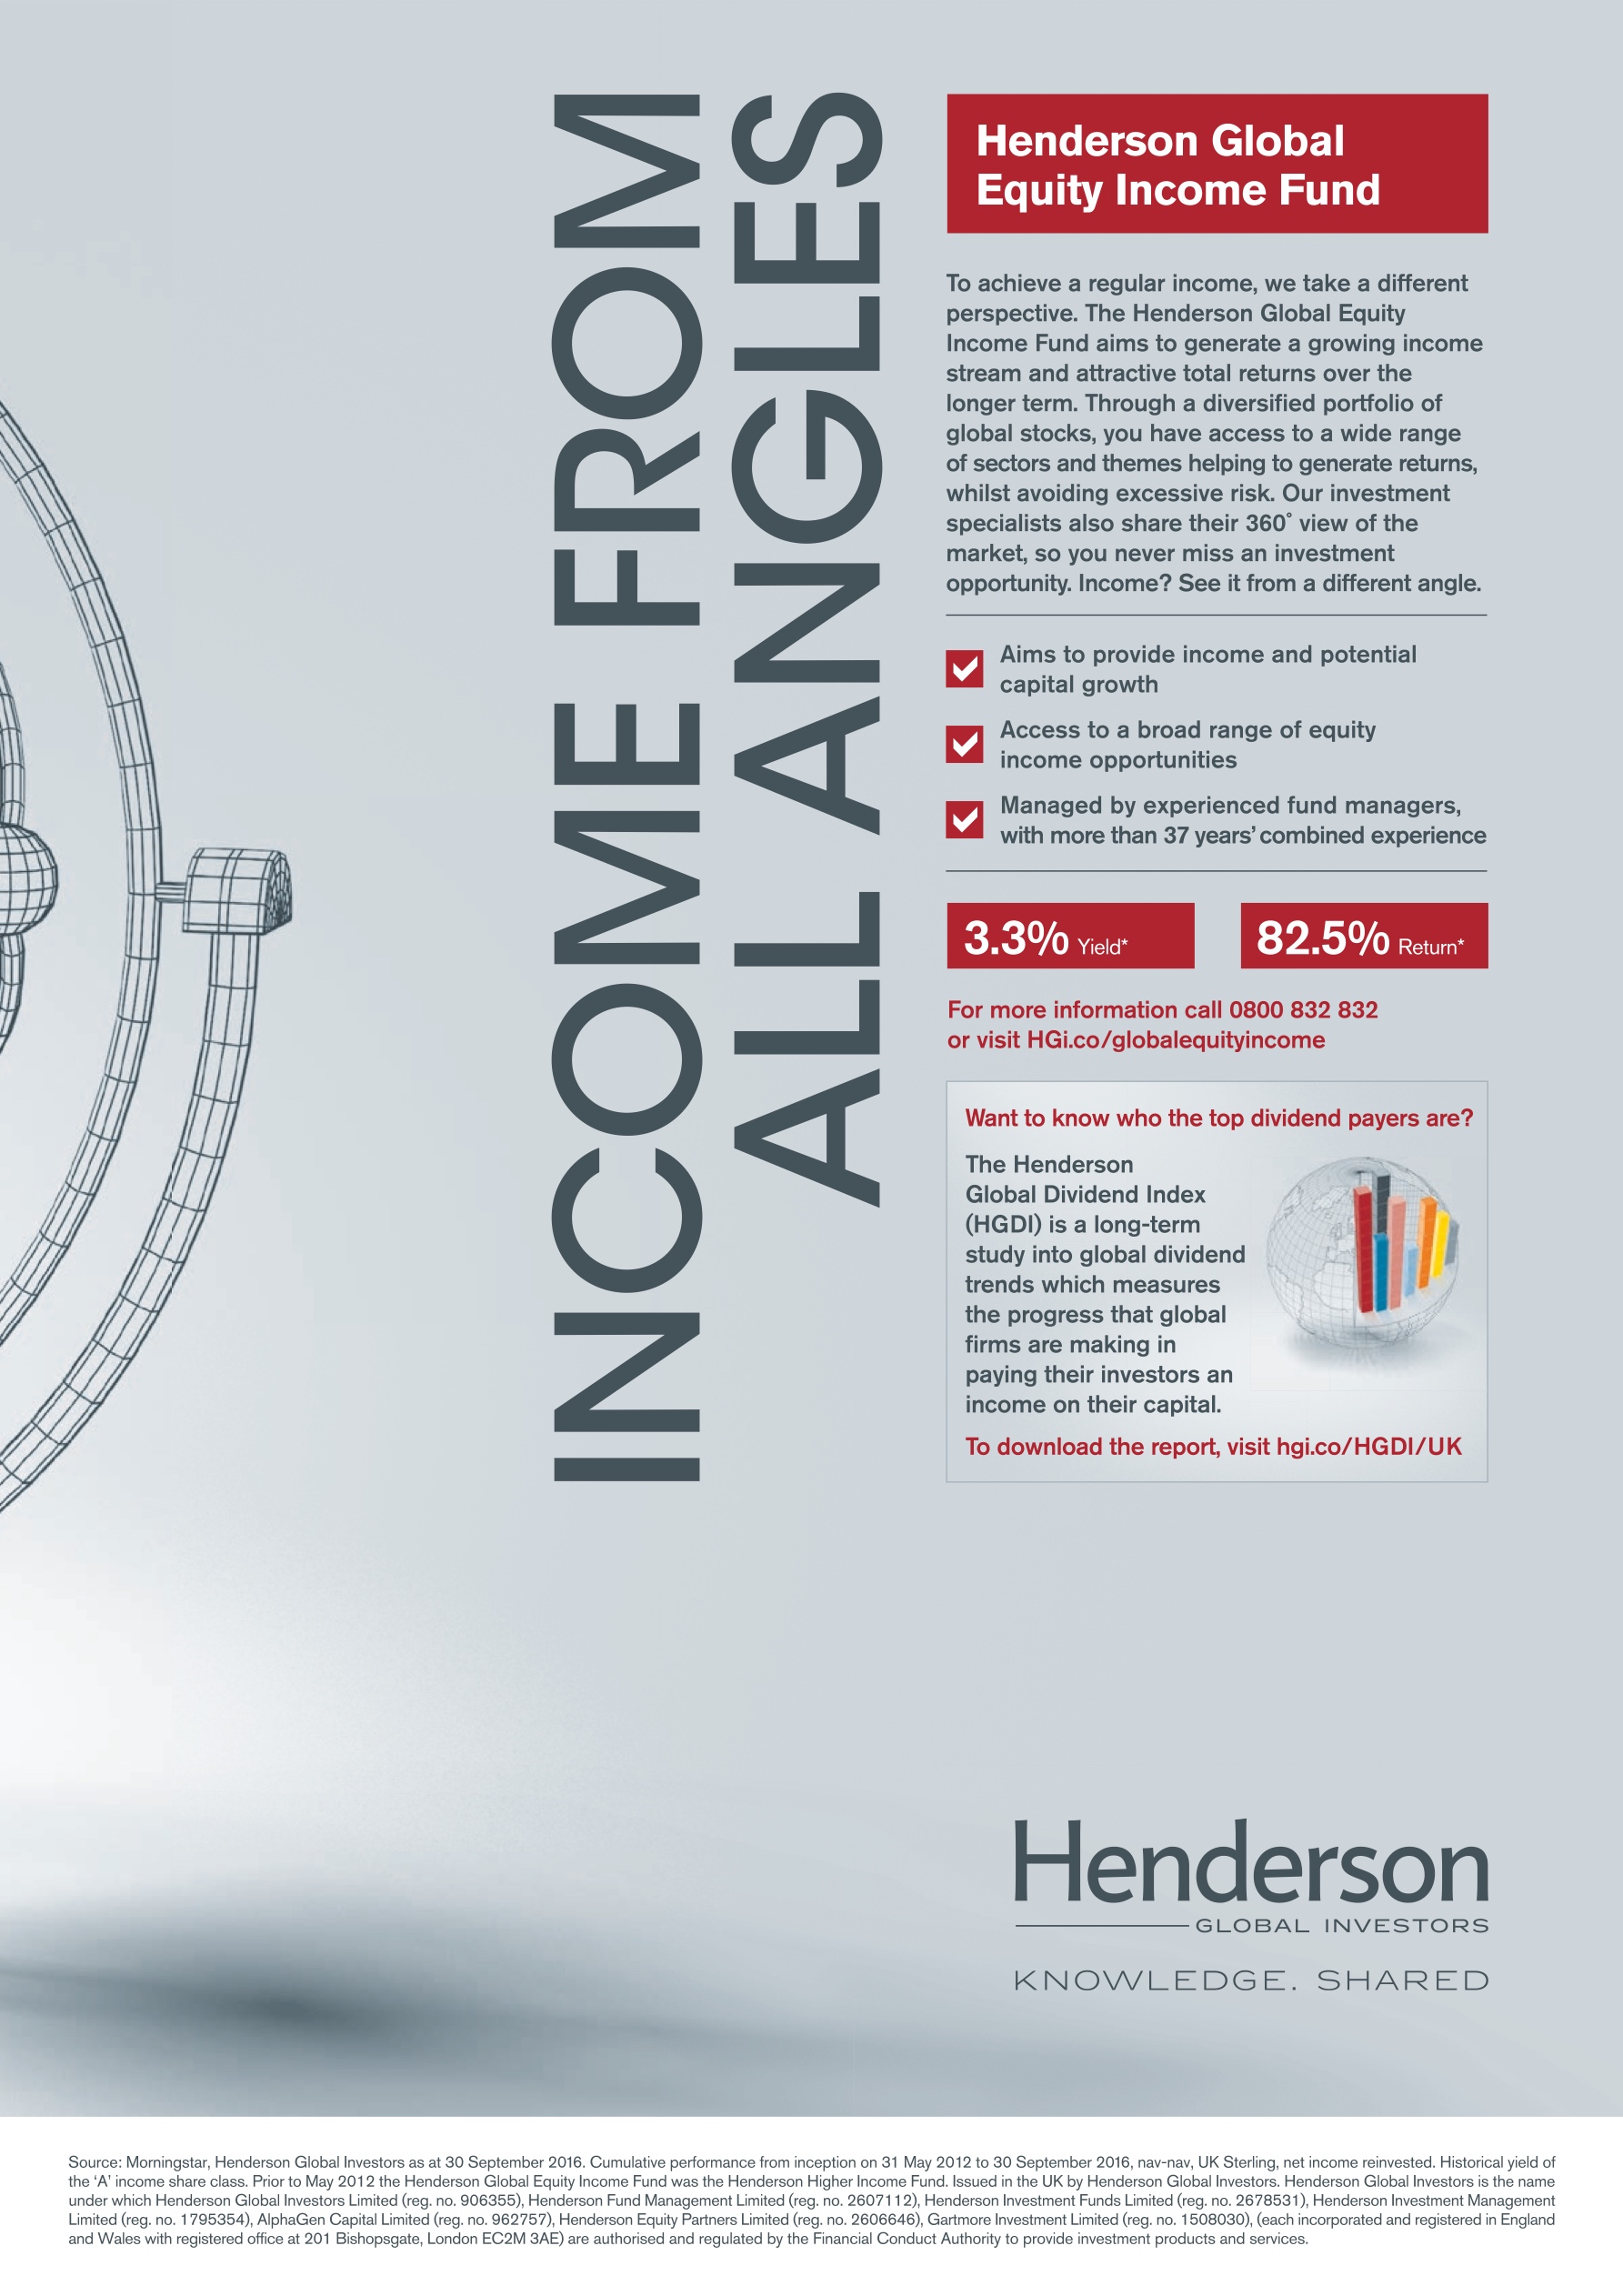 INCOME FROM
ALL ANGLES
Henderson Global
Equity Income Fund
To achieve a regular income, we take a different
perspective. The Henderson Global Equity
Income Fund aims to generate a growing income
stream and attractive total returns over the
longer term. Through a diversified portfolio of
global stocks, you have access to a wide range
of sectors and themes helping to generate returns,
whilst avoiding excessive risk. Our investment
specialists also share their 360° view of the
market, so you never miss an investment
opportunity. Income? See it from a different angle.
Aims to provide income and potential
capital growth
Access to a broad range of equity
income opportunities
Managed by experienced fund managers,
with more than 37 years’ combined experience
3.3% Yield*
82.5% Return*
For more information call 0800 832 832
or visit HGi.co/globalequityincome
Want to know who the top dividend payers are?
The Henderson
Global Dividend Index
(HGDI) is a long-term
study into global dividend
trends which measures
the progress that global
firms are making in
paying their investors an
income on their capital.
To download the report, visit hgi.co/HGDI/UK
Henderson
GLOBAL INVESTORS
KNOWLEDGE. SHARED
Source: Morningstar, Henderson Global Investors as at 30 September 2016. Cumulative performance from inception on 31 May 2012 to 30 September 2016, nav-nav, UK Sterling, net income reinvested. Historical yield of
the ‘A’ income share class. Prior to May 2012 the Henderson Global Equity Income Fund was the Henderson Higher Income Fund. Issued in the UK by Henderson Global Investors. Henderson Global Investors is the name
under which Henderson Global Investors Limited (reg. no. 906355), Henderson Fund Management Limited (reg. no. 2607112), Henderson Investment Funds Limited (reg. no. 2678531), Henderson Investment Management
Limited (reg. no. 1795354), AlphaGen Capital Limited (reg. no. 962757), Henderson Equity Partners Limited (reg. no. 2606646), Gartmore Investment Limited (reg. no. 1508030), (each incorporated and registered in England
and Wales with registered office at 201 Bishopsgate, London EC2M 3AE) are authorised and regulated by the Financial Conduct Authority to provide investment products and services.